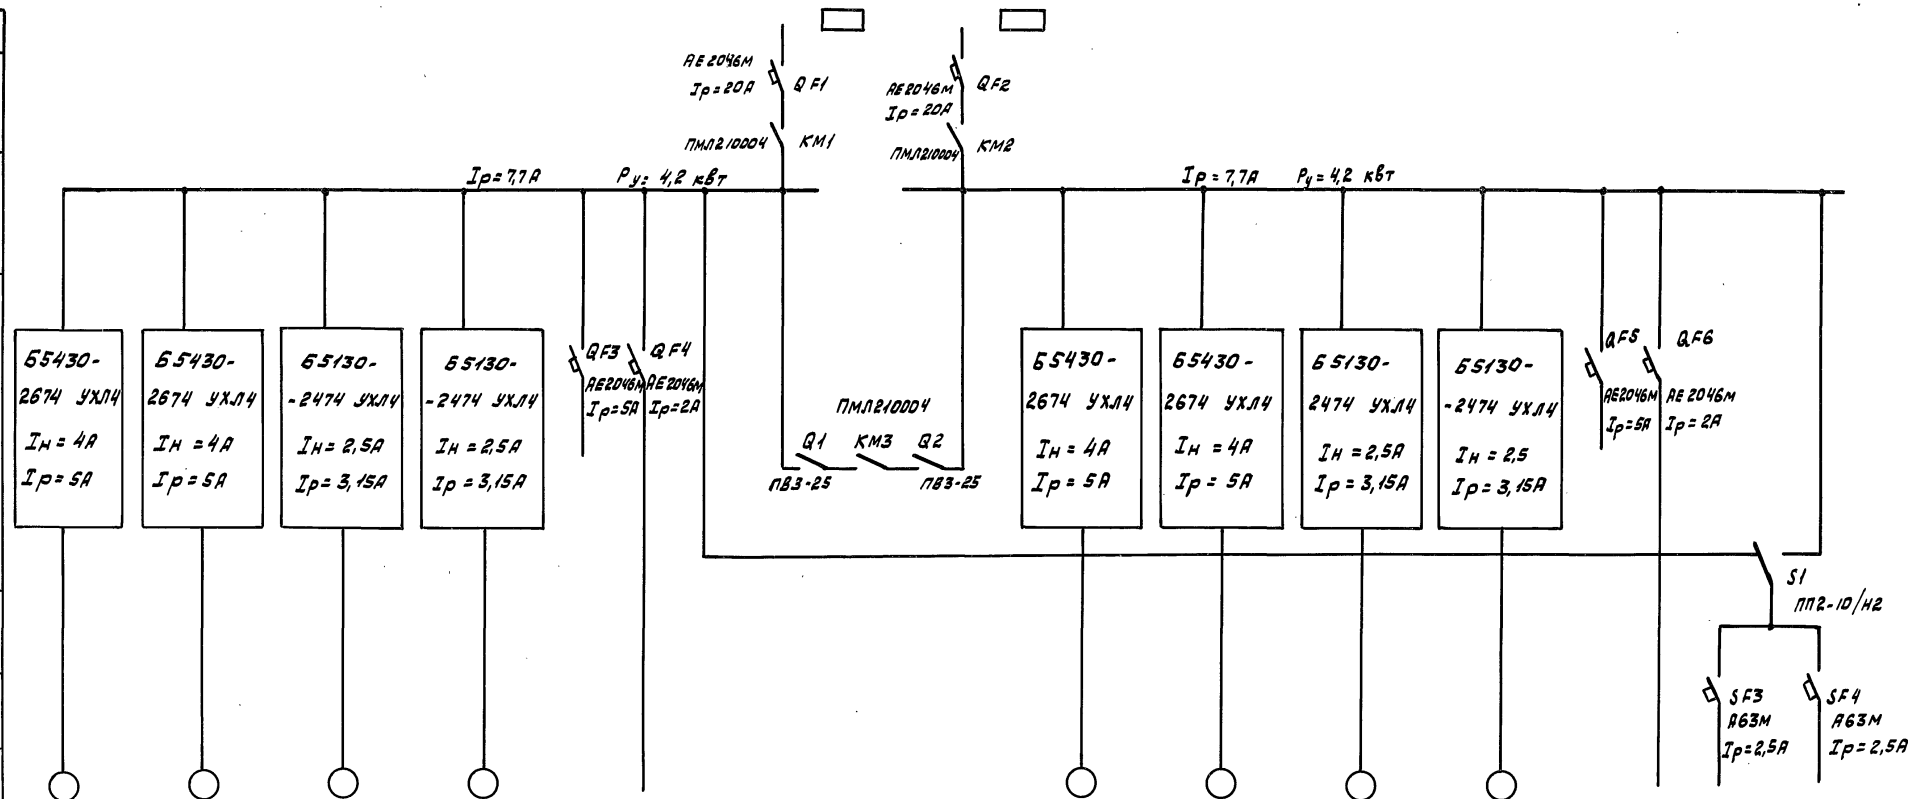 АЕ2046М
Iр=20А
QF1
АЕ2046М
Iр=20А
QF2
ПМЛ210004
КМ1
ПМЛ210004
КМ2
Iр=7,7А
Ру= 4,2 квт
Iр=7,7А
Ру=4,2 квт
Б5430-
2674 УХЛ4
Iн=4А
Iр=5А
Б5430-
2674 УХЛ4
Iн=4А
Iр=5А
Б5130-
-2474 УХЛ4
Iн=2,5А
Iр=3,15А
Б5130-
-2474 УХЛ4
Iн=2,5А
Iр=3,15А
QF3
АЕ2046М
Iр=5А
QF4
АЕ2046М
Iр=2А
ПМЛ210004
Q1
КМ3
Q2
ПВ3-25
ПВ3-25
Б5430-
2674 УХЛ4
Iн=4А
Iр=5А
Б5430-
2674 УХЛ4
Iн=4А
Iр=5А
Б5130-
2474 УХЛ4
Iн=2,5А
Iр=3,15А
Б5130-
-2474 УХЛ4
Iн=2,5
Iр=3,15А
QF5
АЕ2046М
Iр=5А
QF6
АЕ2046М
Iр=2А
S1
ПП2-10/Н2
SF3
А63М
Iр=2,5А
SF4
А63М
Iр=2,5А